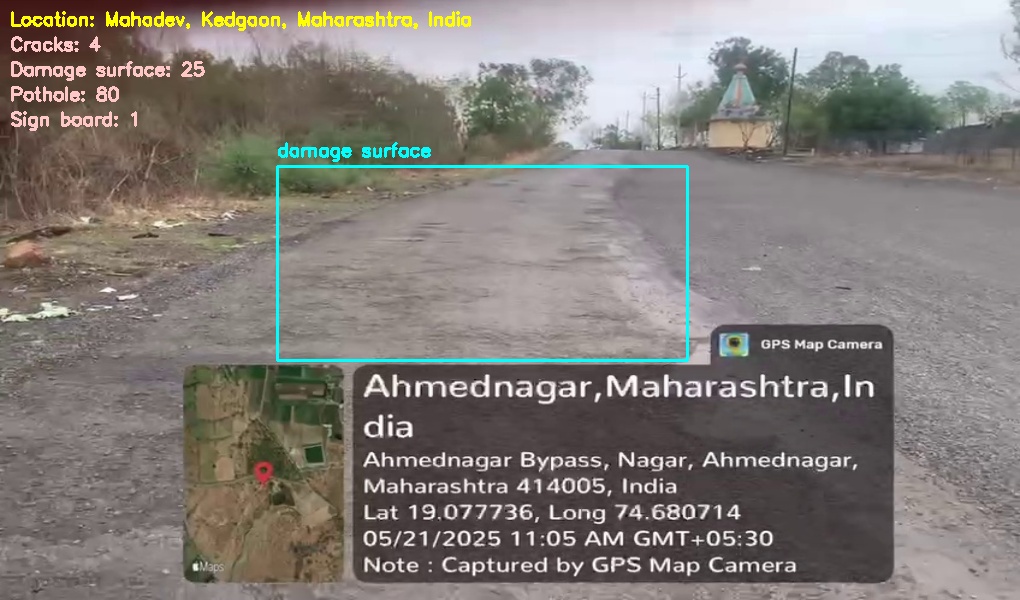 Location: Mahadev, Kedgaon, Maharashtra, India
Cracks: 4
Damage surface: 25
Pothole: 80
Sign board: 1
damage surface
GPS Map Camera
Ahmednagar,Maharashtra,In
dia
Ahmednagar Bypass, Nagar, Ahmednagar,
Maharashtra 414005, India
Lat 19.077736, Long 74.680714
05/21/2025 11:05 AM GMT+05:30
Note : Captured by GPS Map Camera
Maps